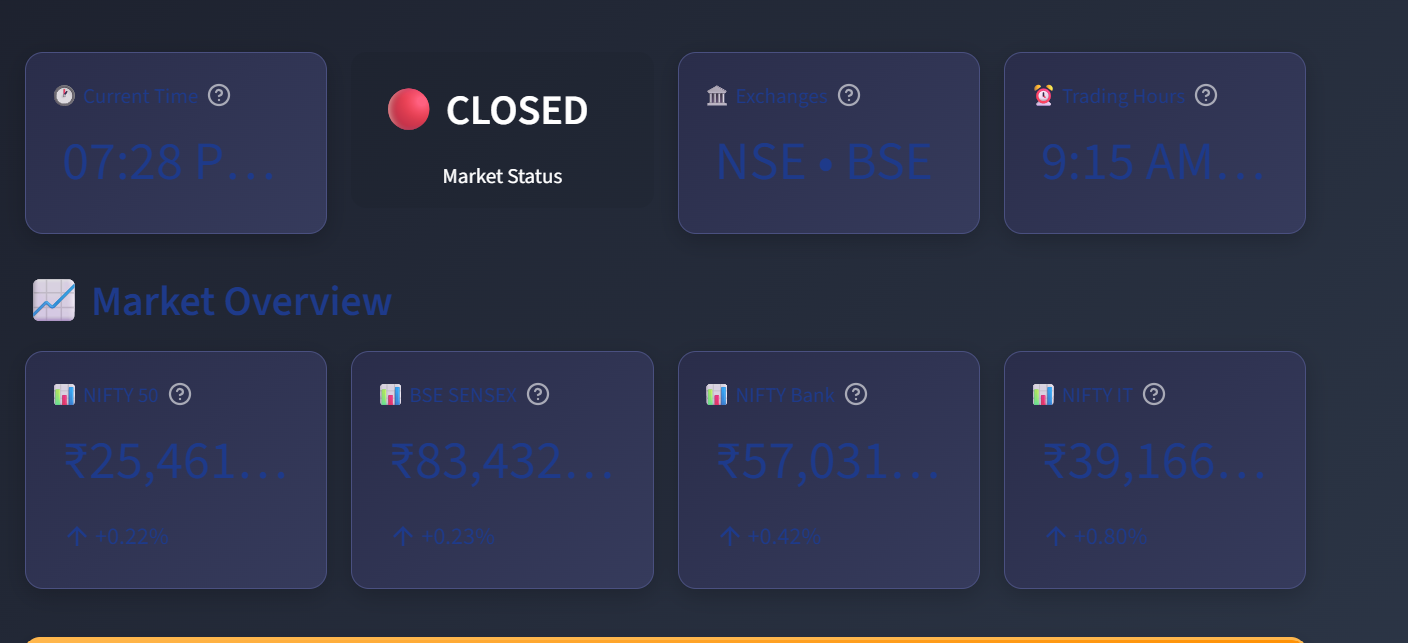 🕐 Current Time
07:28 P...
🔴 CLOSED
Market Status
🏛️ Exchanges
NSE • BSE
⏰ Trading Hours
9:15 AM...
📈 Market Overview
📊 NIFTY 50
₹25,461...
↑ +0.22%
📊 BSE SENSEX
₹83,432...
↑ +0.23%
📊 NIFTY Bank
₹57,031...
↑ +0.42%
📊 NIFTY IT
₹39,166...
↑ +0.80%